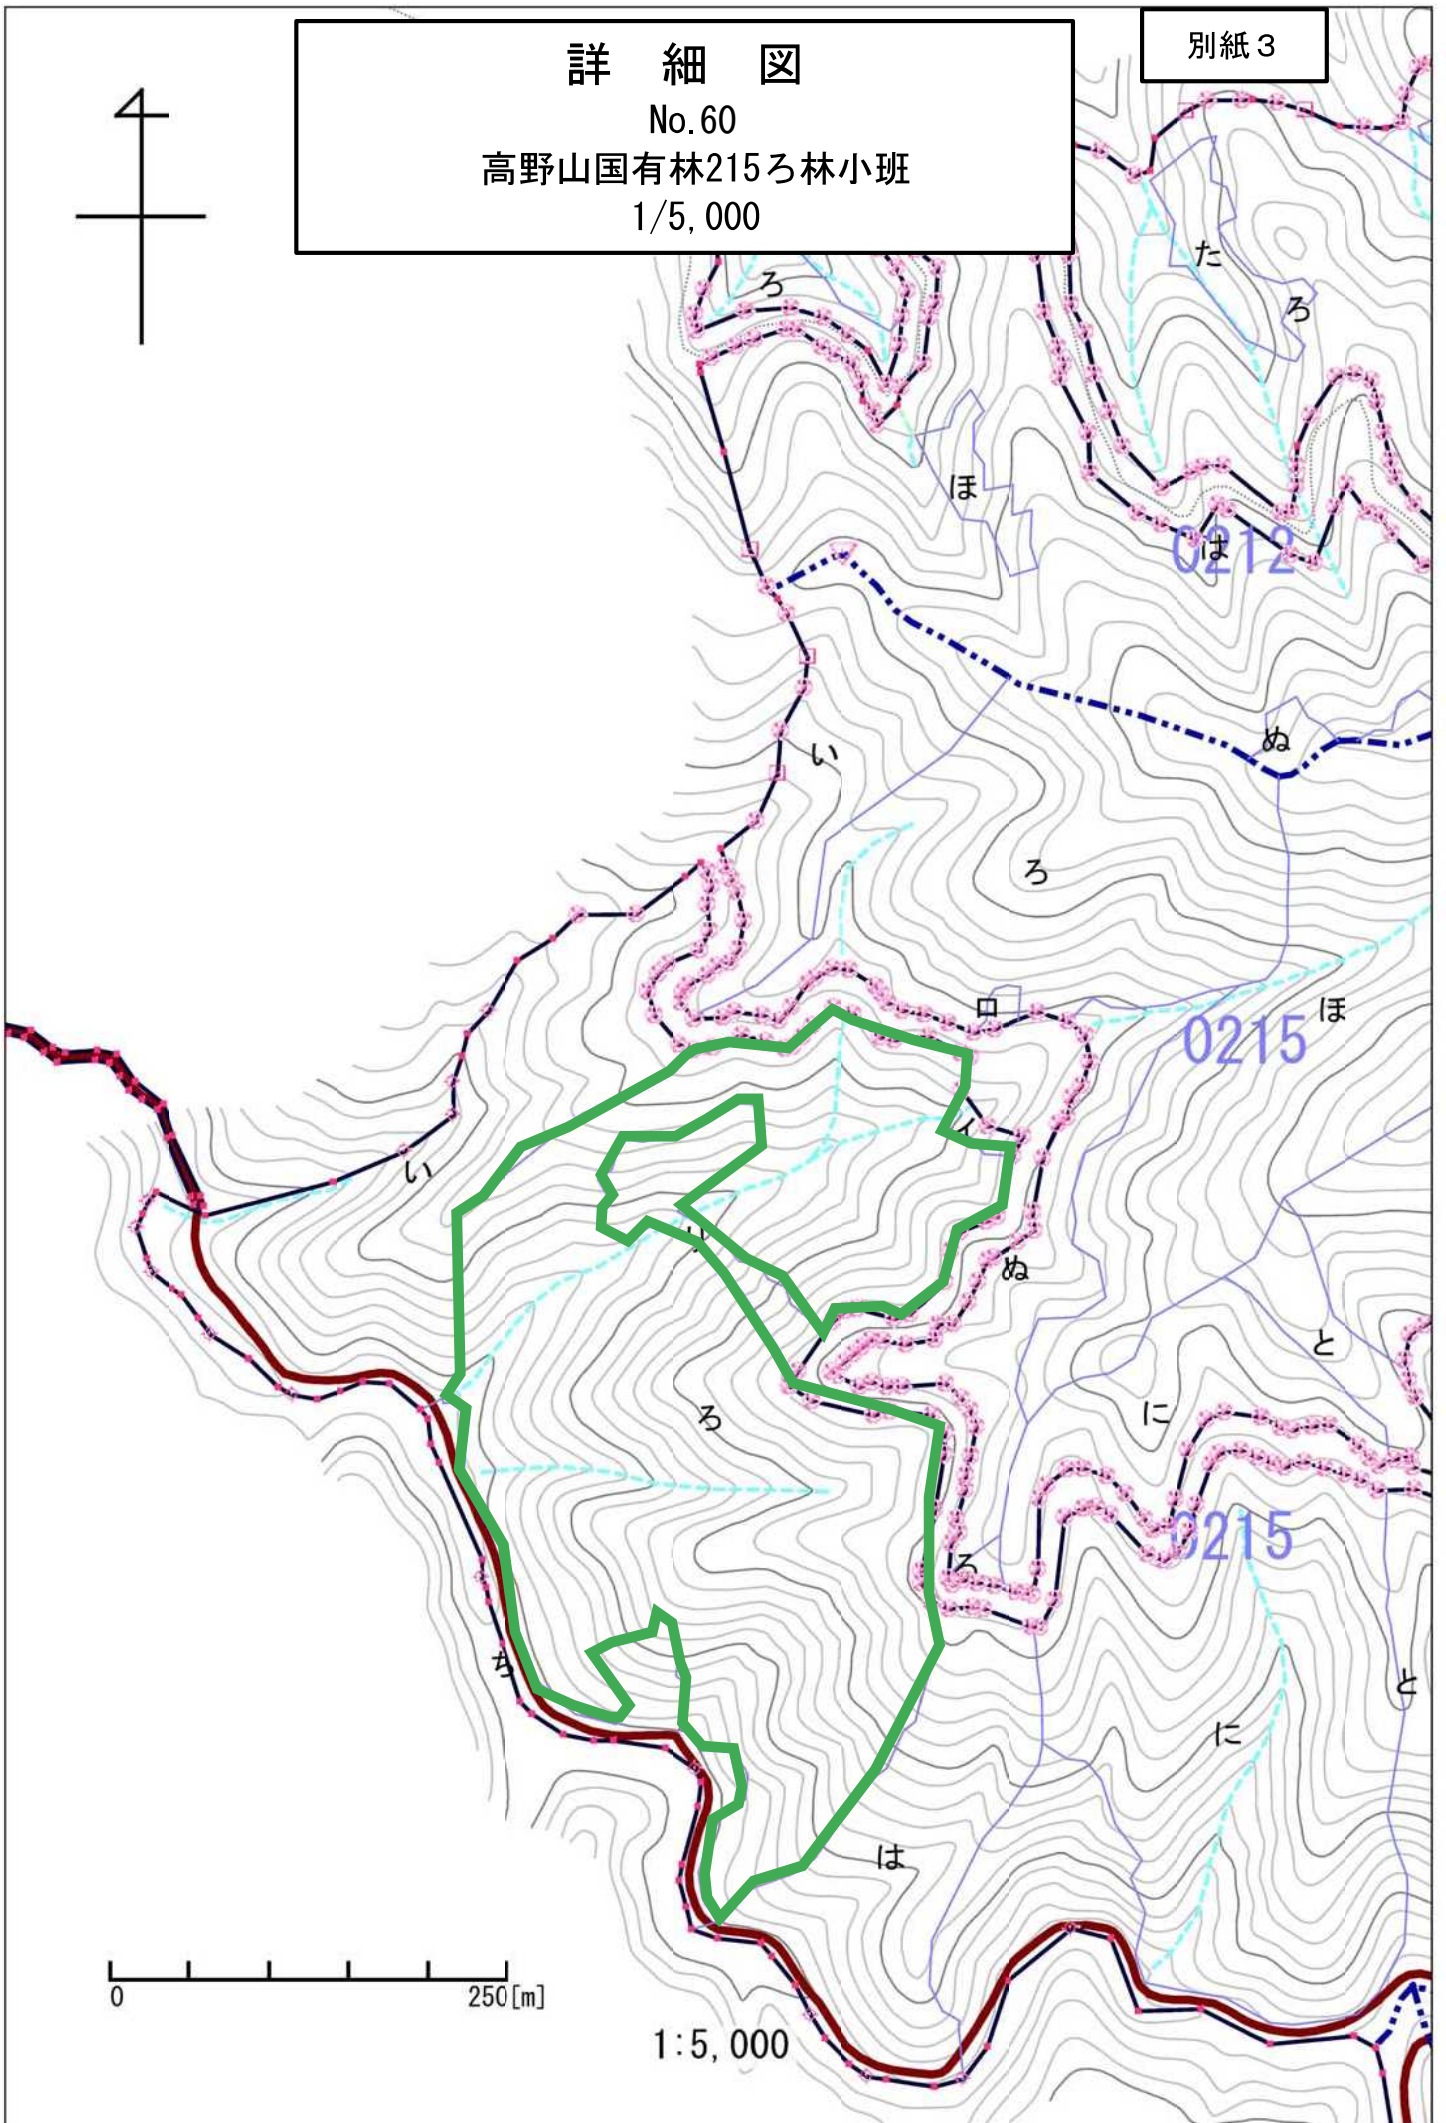 別紙３
詳 細 図
No.60
高野山国有林215ろ林小班
1/5,000
た
ろ
ろ
ほ
0212
は
ぬ
い
ろ
ロ
ほ
0215
イ
い
り
ぬ
と
に
ろ
0215
ろ
ち
と
に
は
0
250[m]
1:5,000